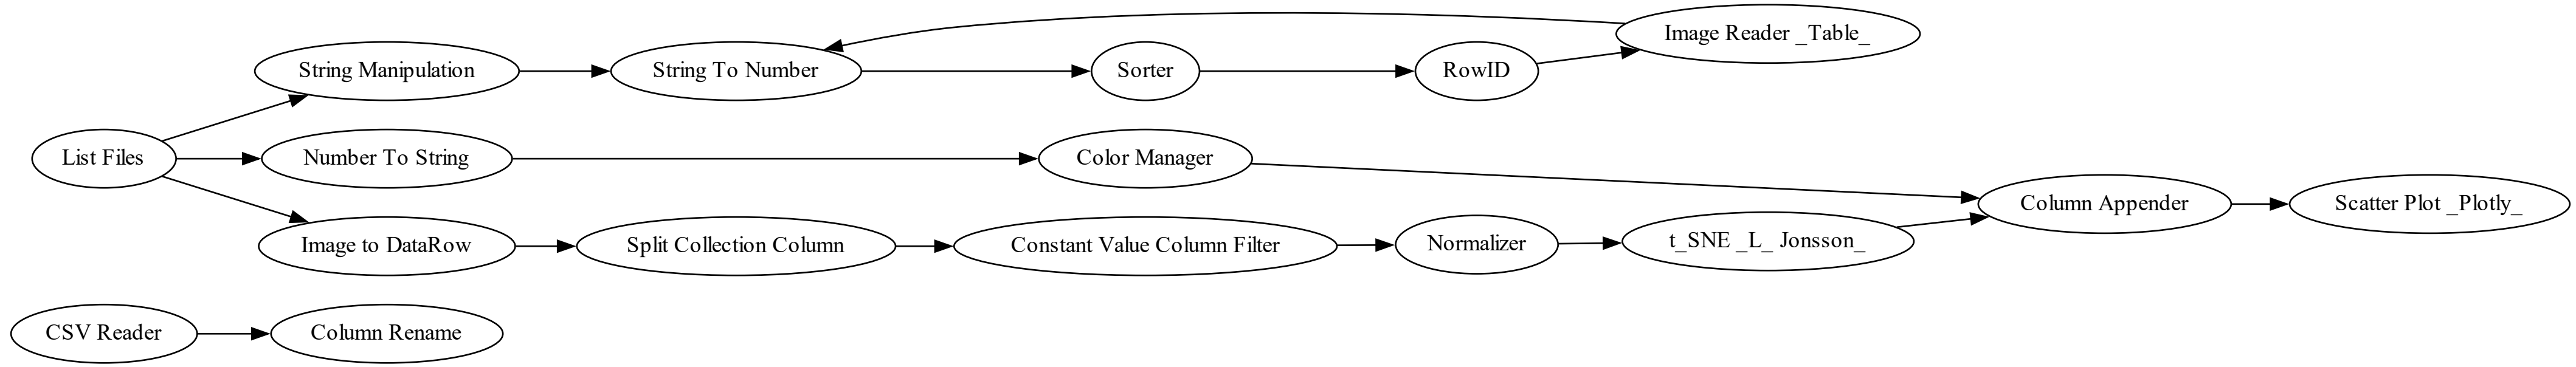 Image Reader _Table_
String Manipulation
String To Number
Sorter
RowID
List Files
Number To String
Color Manager
Column Appender
Scatter Plot _Plotly_
Image to DataRow
Split Collection Column
Constant Value Column Filter
Normalizer
t_SNE _L_ Jonsson_
CSV Reader
Column Rename